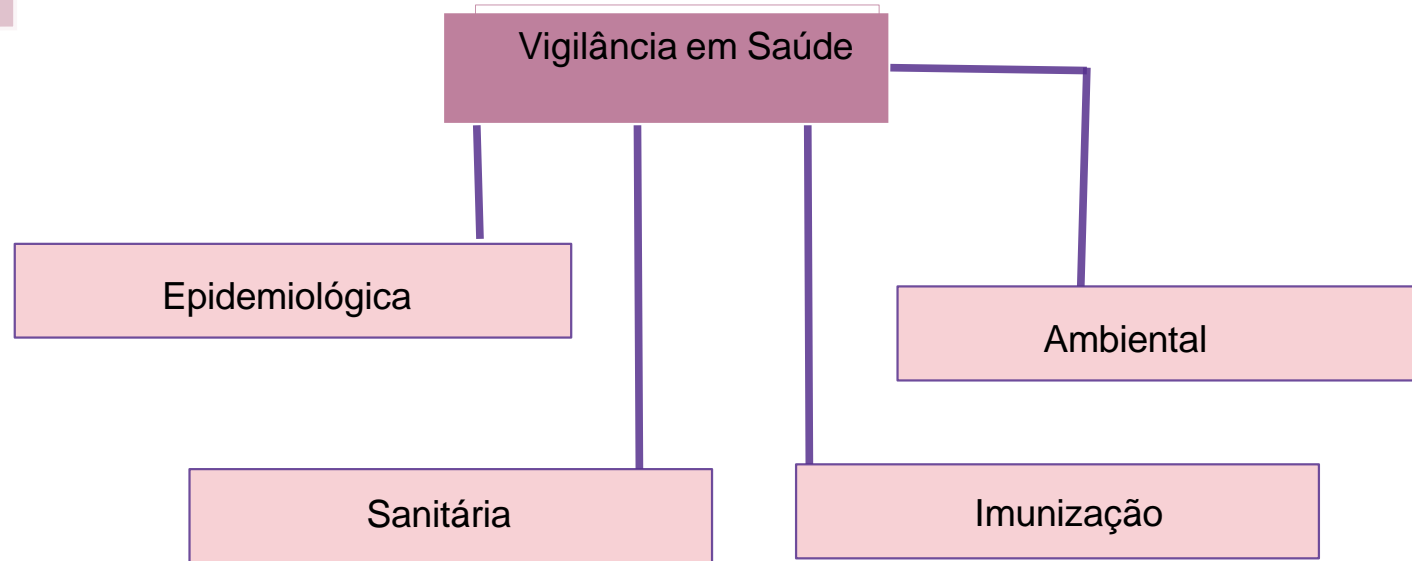 Vigilância em Saúde
Epidemiológica
Ambiental
Sanitária
Imunização